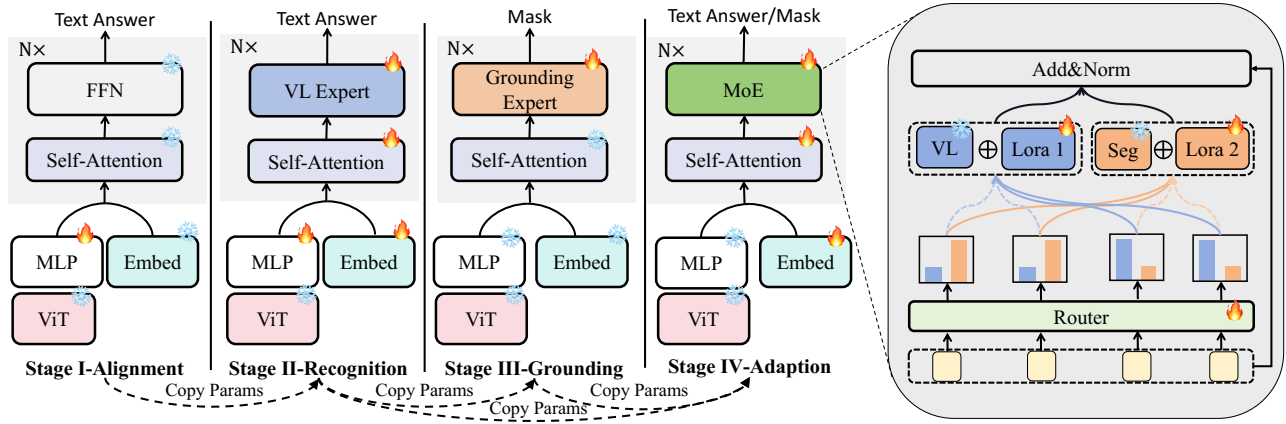 Text Answer
N×
FFN
Self-Attention
MLP
Embed
ViT
Stage I-Alignment
Text Answer
N×
VL Expert
Self-Attention
MLP
Embed
ViT
Stage II-Recognition
Mask
N×
Grounding
Expert
Self-Attention
MLP
Embed
ViT
Stage III-Grounding
Text Answer/Mask
N×
MoE
Self-Attention
MLP
Embed
ViT
Stage IV-Adaption
Copy Params
Copy Params
Copy Params
Copy Params
Add&Norm
VL
⊕
Lora 1
Seg
⊕
Lora 2
Router